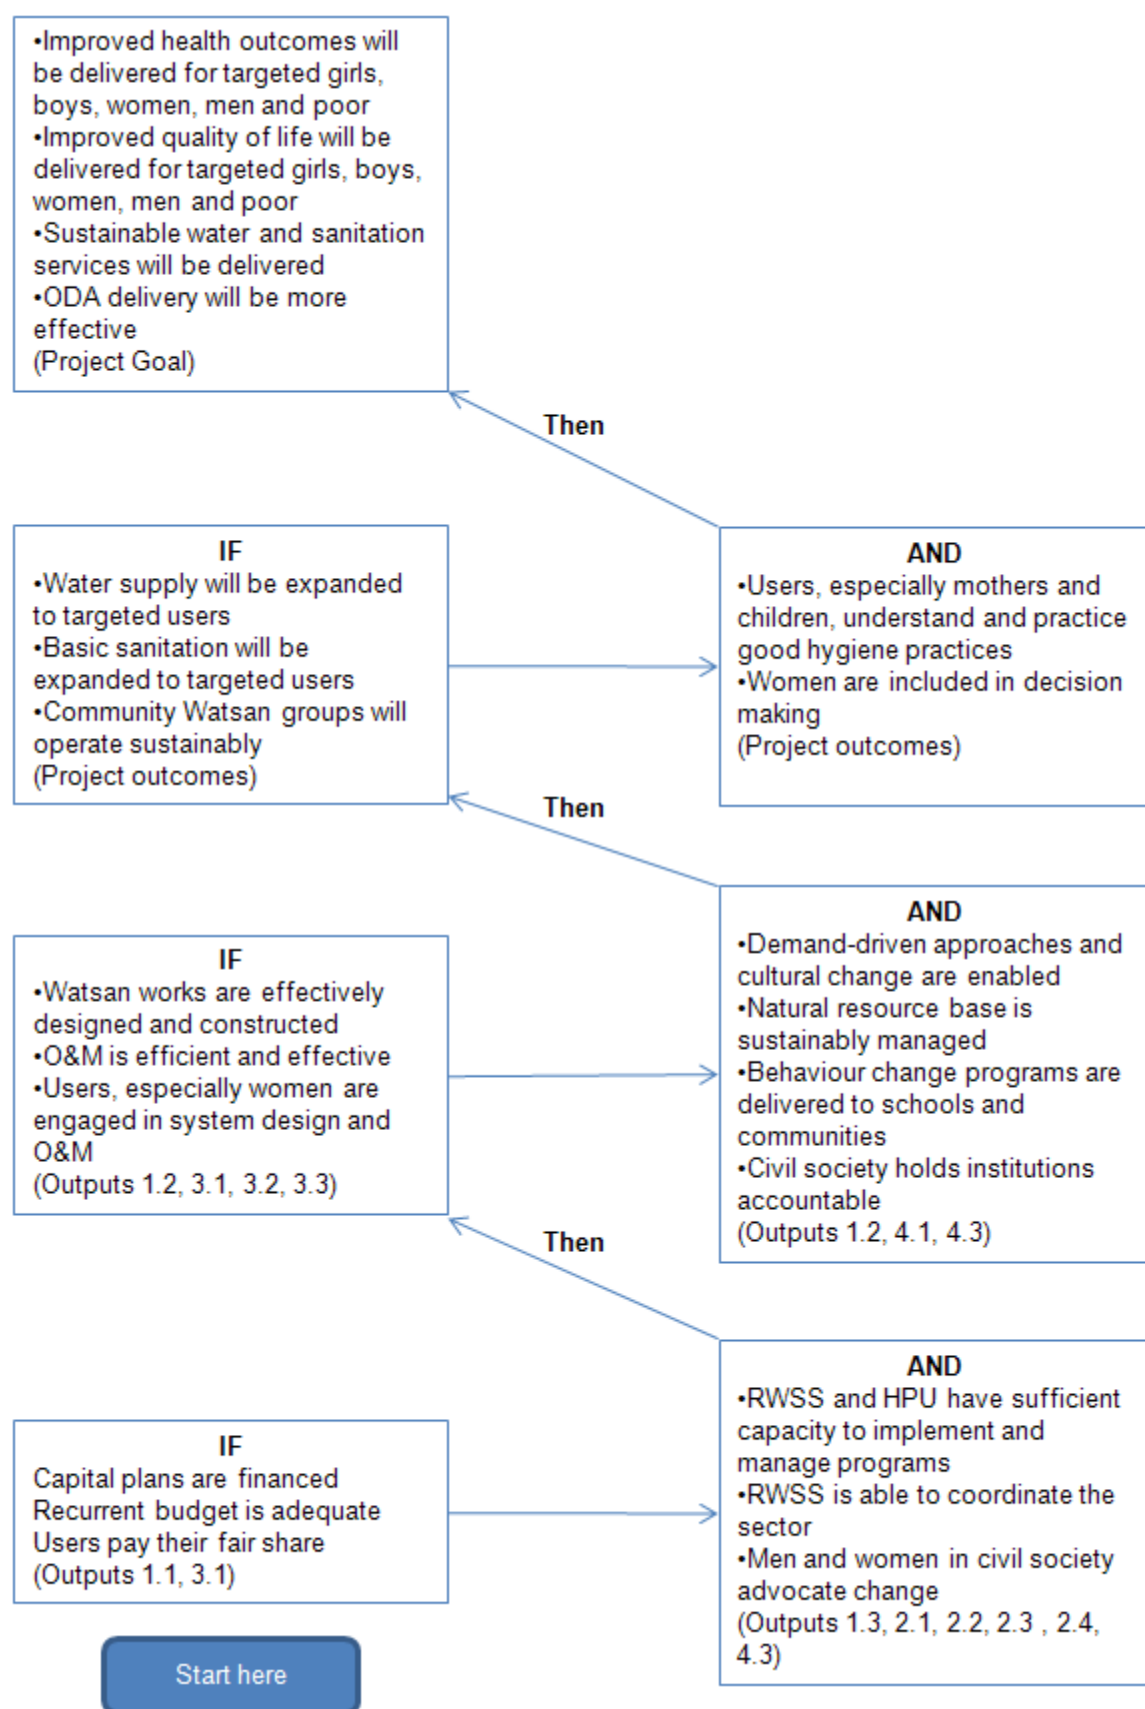 •Improved health outcomes will
be delivered for targeted girls,
boys, women, men and poor
•Improved quality of life will be
delivered for targeted girls, boys,
women, men and poor
•Sustainable water and sanitation
services will be delivered
•ODA delivery will be more
effective
(Project Goal)
Then
IF
•Water supply will be expanded
to targeted users
•Basic sanitation will be
expanded to targeted users
•Community Watsan groups will
operate sustainably
(Project outcomes)
AND
•Users, especially mothers and
children, understand and practice
good hygiene practices
•Women are included in decision
making
(Project outcomes)
Then
IF
•Watsan works are effectively
designed and constructed
•O&M is efficient and effective
•Users, especially women are
engaged in system design and
O&M
(Outputs 1.2, 3.1, 3.2, 3.3)
AND
•Demand-driven approaches and
cultural change are enabled
•Natural resource base is
sustainably managed
•Behaviour change programs are
delivered to schools and
communities
•Civil society holds institutions
accountable
(Outputs 1.2, 4.1, 4.3)
Then
IF
Capital plans are financed
Recurrent budget is adequate
Users pay their fair share
(Outputs 1.1, 3.1)
AND
•RWSS and HPU have sufficient
capacity to implement and
manage programs
•RWSS is able to coordinate the
sector
•Men and women in civil society
advocate change
(Outputs 1.3, 2.1, 2.2, 2.3 , 2.4,
4.3)
Start here